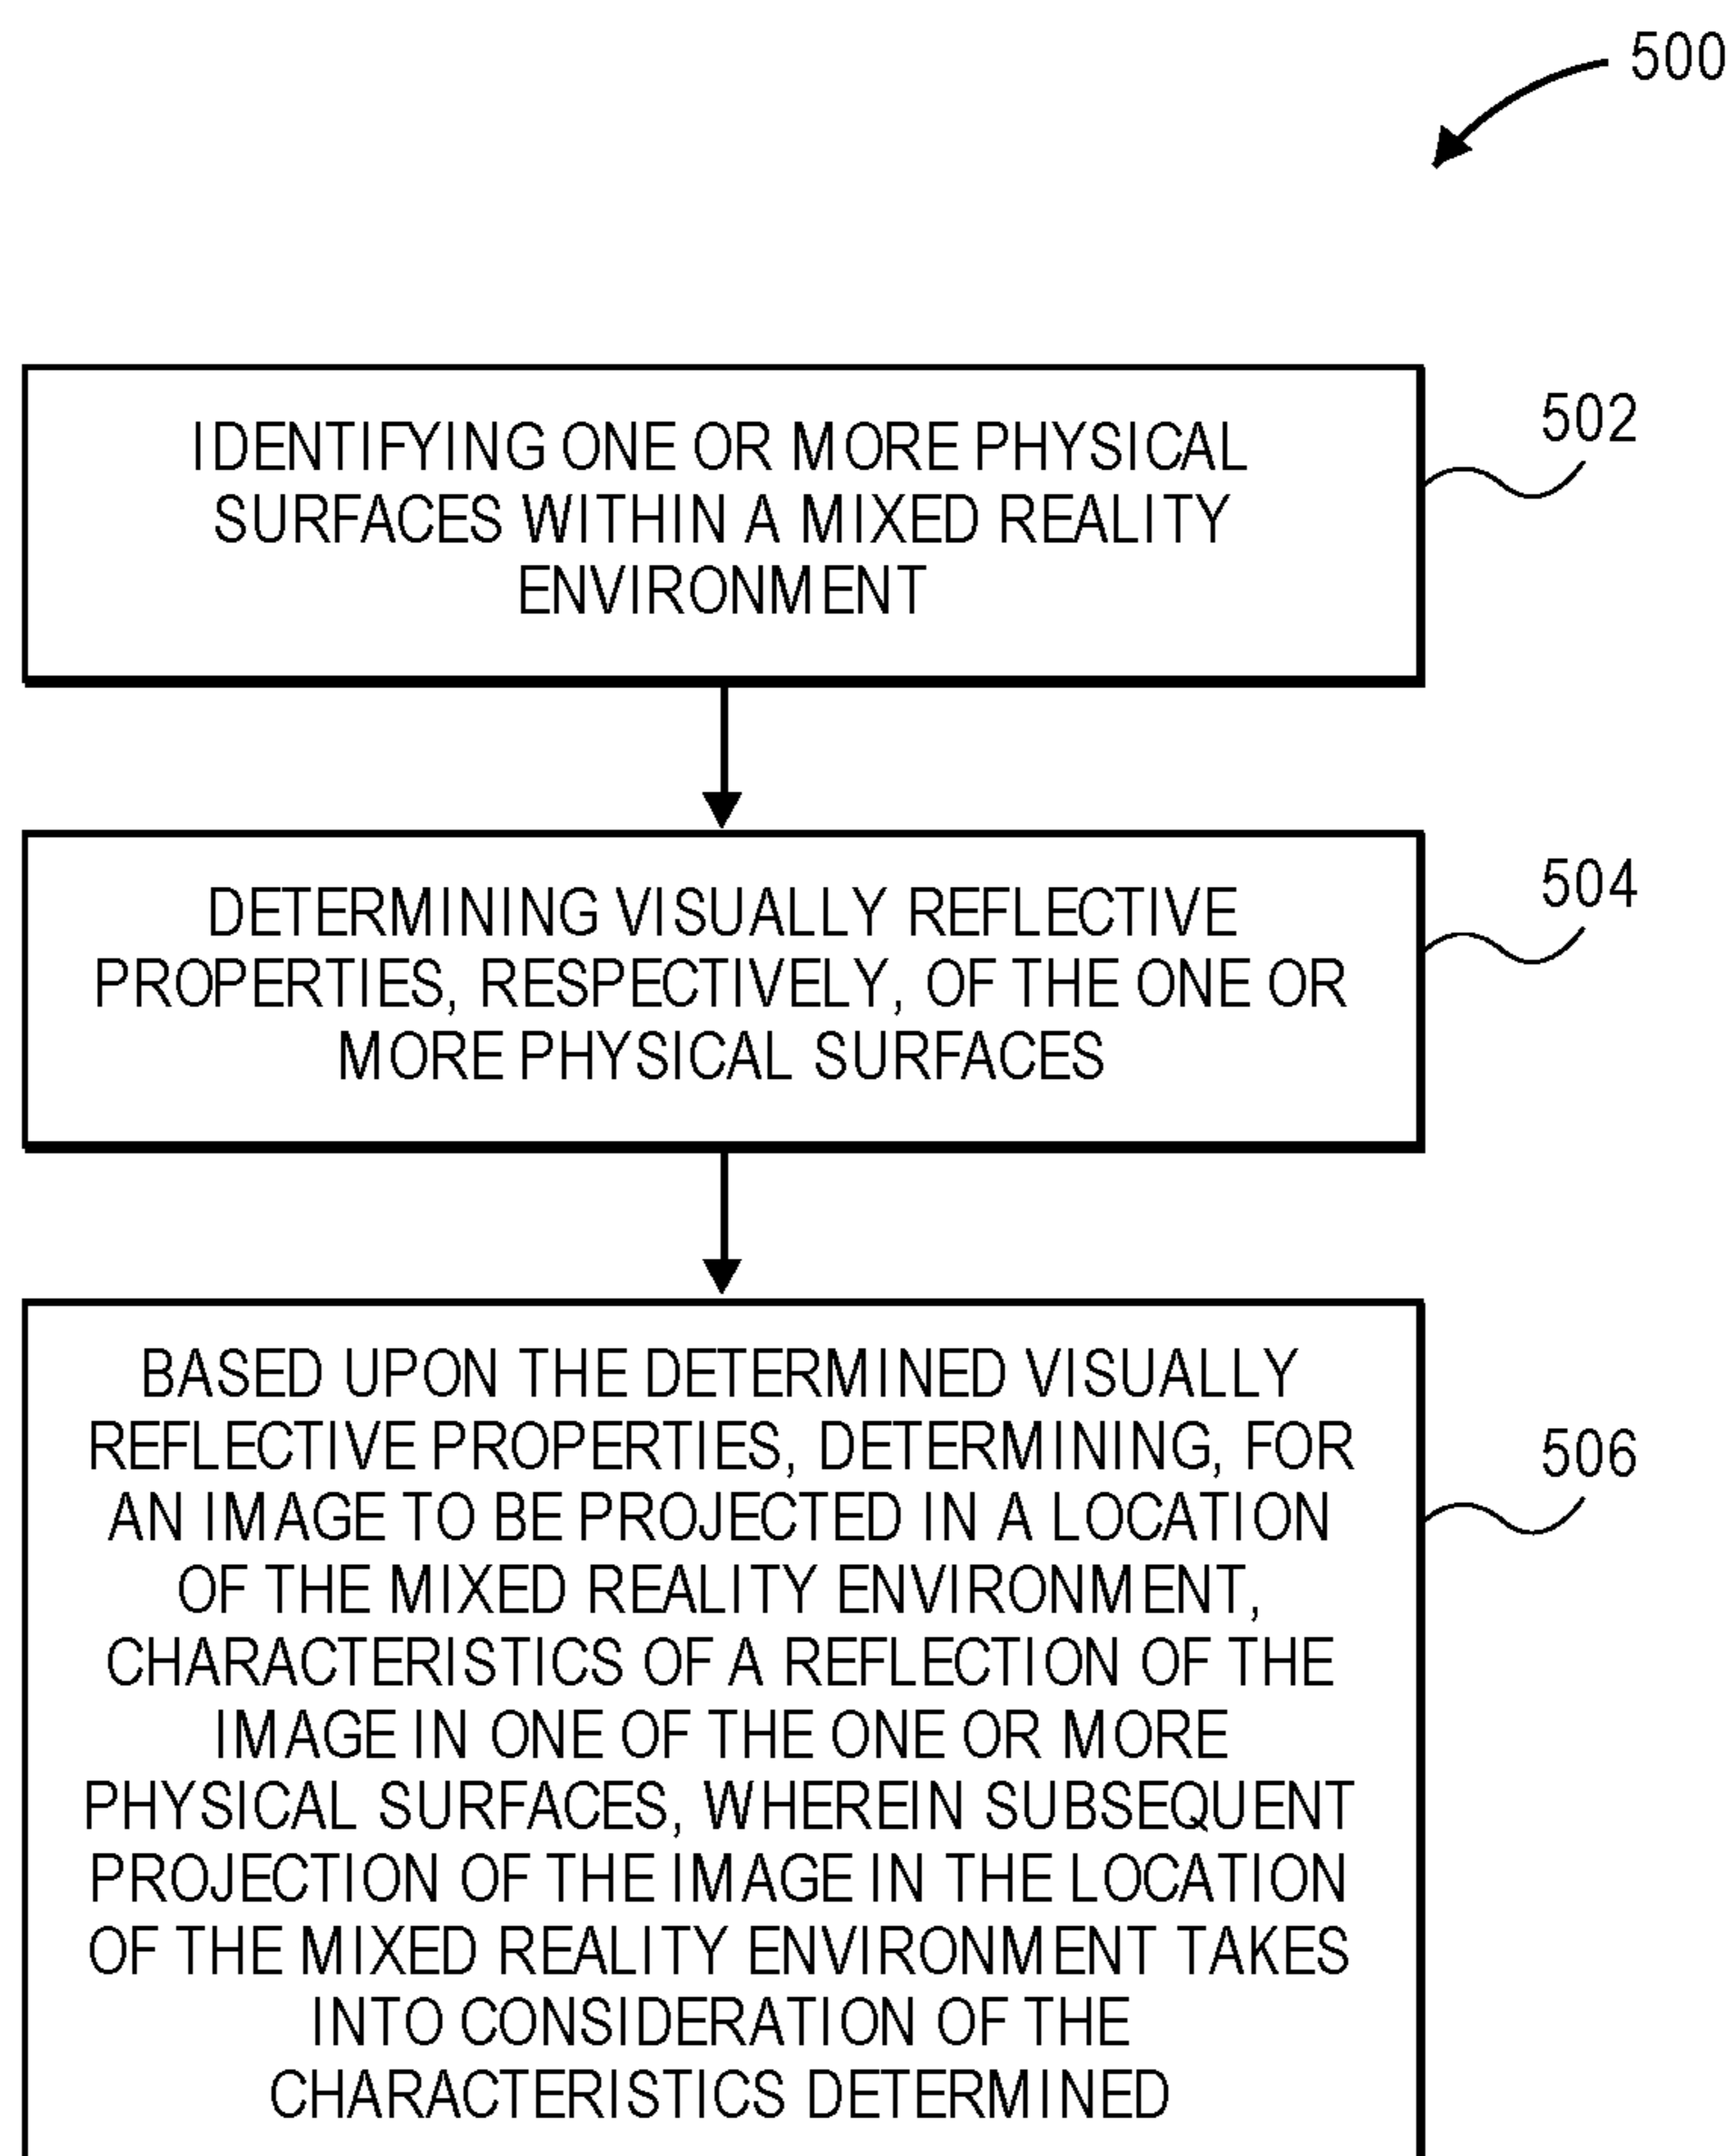 500
IDENTIFYING ONE OR MORE PHYSICAL
SURFACES WITHIN A MIXED REALITY
ENVIRONMENT
502
DETERMINING VISUALLY REFLECTIVE
PROPERTIES, RESPECTIVELY, OF THE ONE OR
MORE PHYSICAL SURFACES
504
BASED UPON THE DETERMINED VISUALLY
REFLECTIVE PROPERTIES, DETERMINING, FOR
AN IMAGE TO BE PROJECTED IN A LOCATION
OF THE MIXED REALITY ENVIRONMENT,
CHARACTERISTICS OF A REFLECTION OF THE
IMAGE IN ONE OF THE ONE OR MORE
PHYSICAL SURFACES, WHEREIN SUBSEQUENT
PROJECTION OF THE IMAGE IN THE LOCATION
OF THE MIXED REALITY ENVIRONMENT TAKES
INTO CONSIDERATION OF THE
CHARACTERISTICS DETERMINED
506